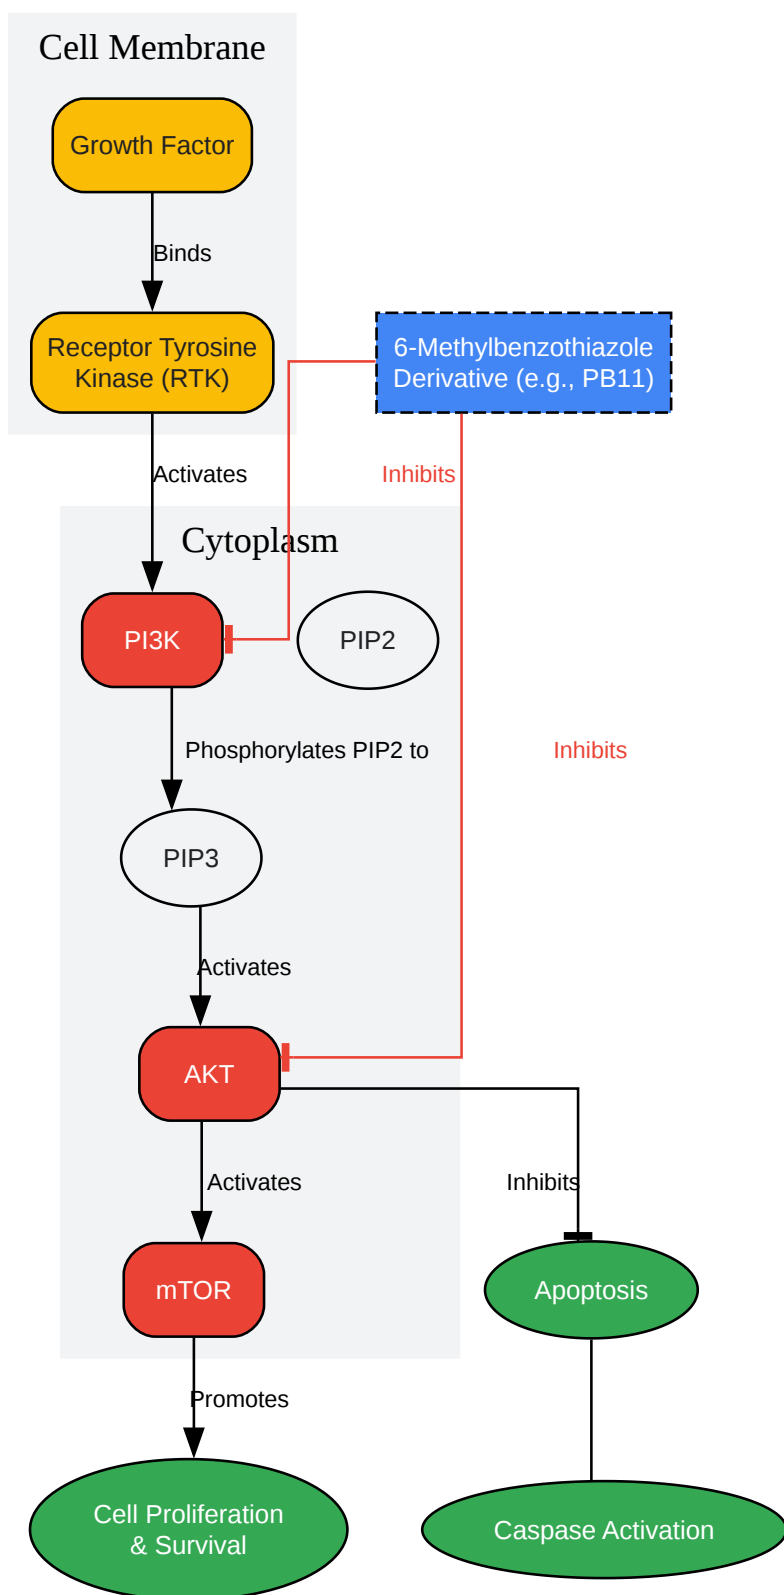 Cell Membrane
Growth Factor
Binds
Receptor Tyrosine
Kinase (RTK)
6-Methylbenzothiazole
Derivative (e.g., PB11)
Activates
Inhibits
Cytoplasm
PI3K
PIP2
Phosphorylates PIP2 to
Inhibits
PIP3
Activates
AKT
Activates
Inhibits
mTOR
Apoptosis
Promotes
Cell Proliferation
& Survival
Caspase Activation